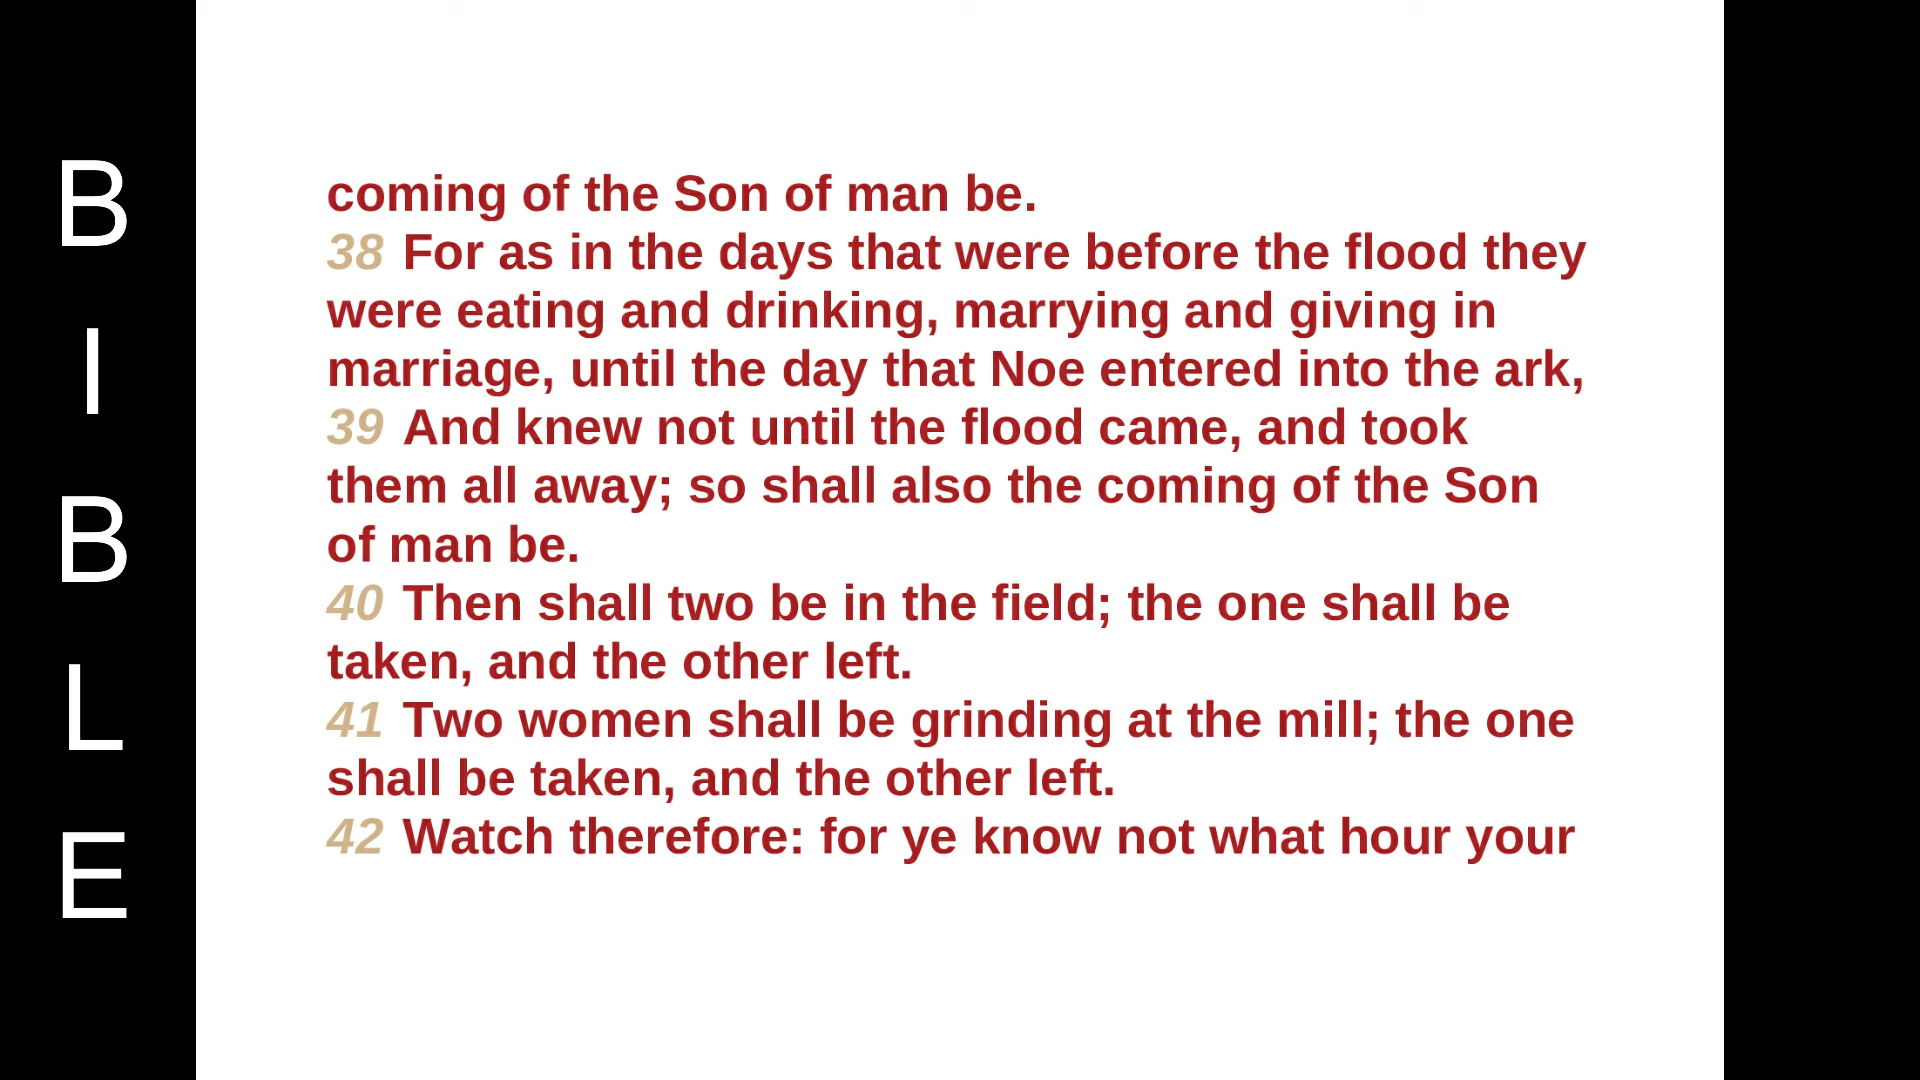 B
I
B
L
E
coming of the Son of man be.
38 For as in the days that were before the flood they
were eating and drinking, marrying and giving in
marriage, until the day that Noe entered into the ark,
39 And knew not until the flood came, and took
them all away; so shall also the coming of the Son
of man be.
40 Then shall two be in the field; the one shall be
taken, and the other left.
41 Two women shall be grinding at the mill; the one
shall be taken, and the other left.
42 Watch therefore: for ye know not what hour your